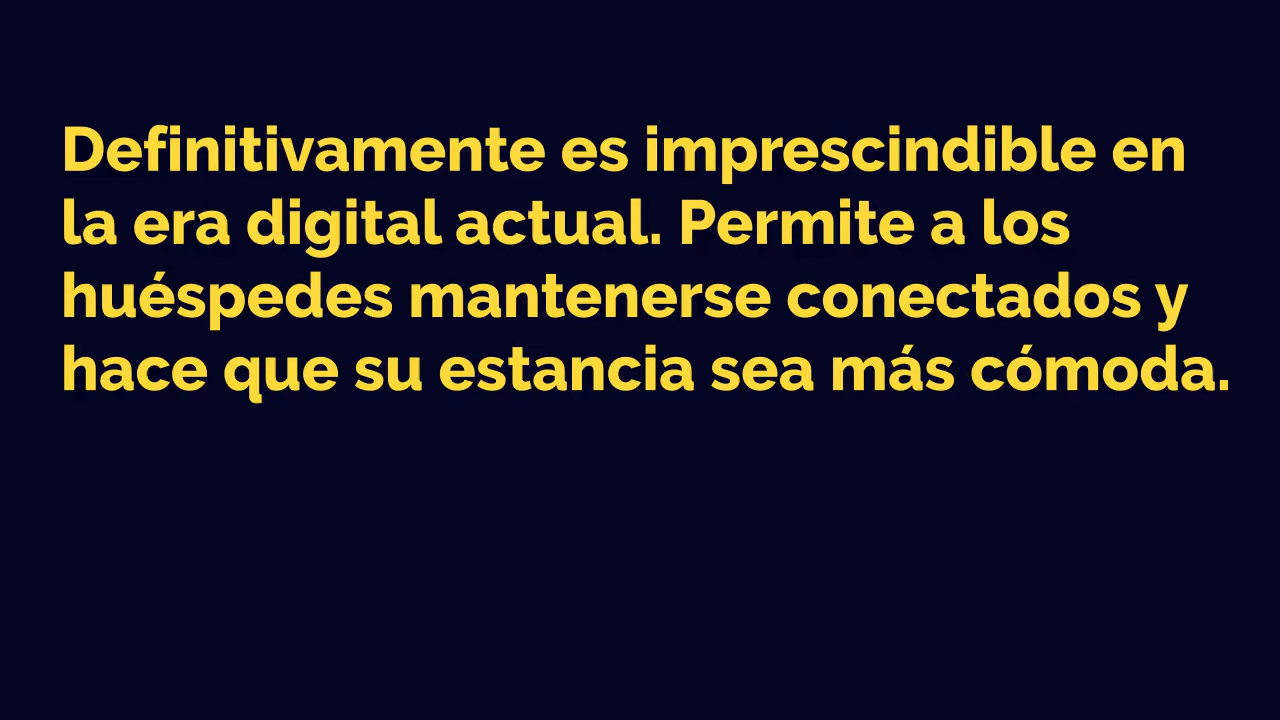 Definitivamente es imprescindible en
la era digital actual. Permite a los
huéspedes mantenerse conectados y
hace que su estancia sea más cómoda.